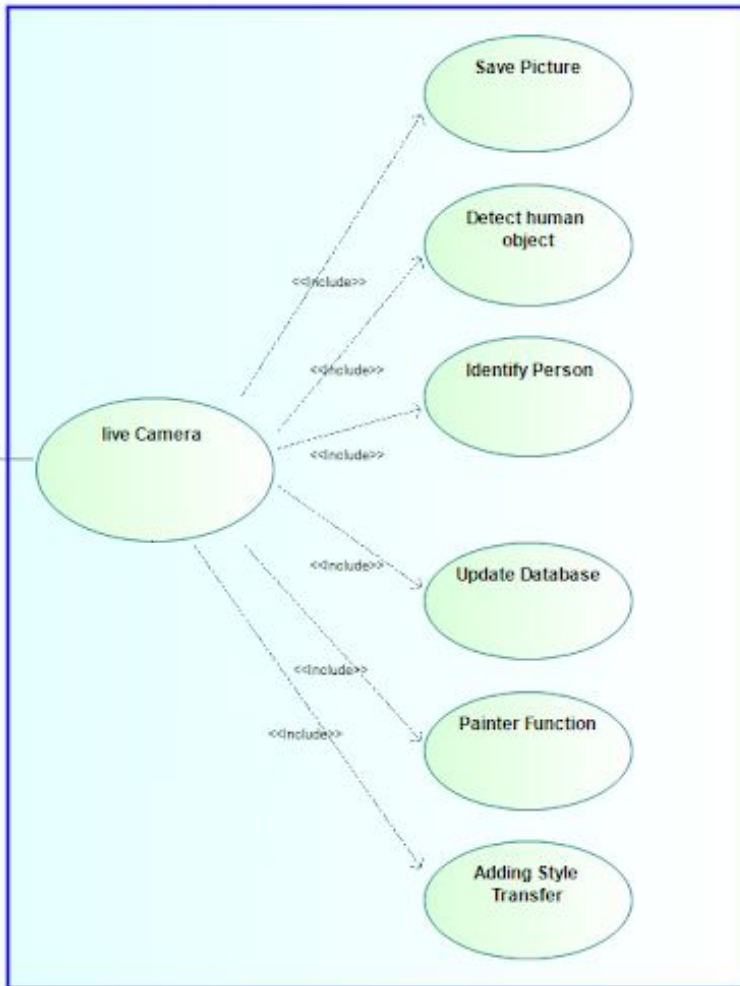 Save Picture
Detect human
object
<<Include>>
<<Include>>
Identify Person
live Camera
<<Include>>
<<Include>>
Update Database
<<Include>>
Painter Function
<<Include>>
Adding Style
Transfer